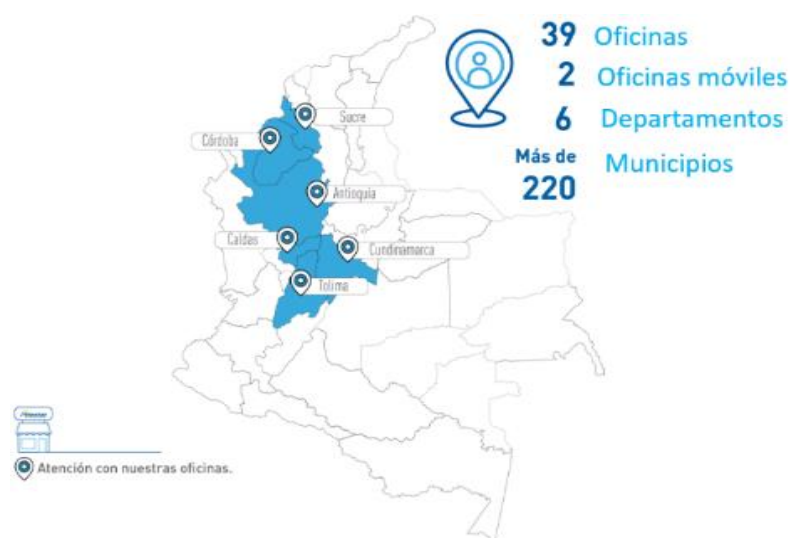 39 Oficinas
2 Oficinas móviles
6 Departamentos
Más de
220 Municipios
Sucre
Córdoba
Antioquia
Caldas
Cundinamarca
Tolima
Atención con nuestras oficinas.